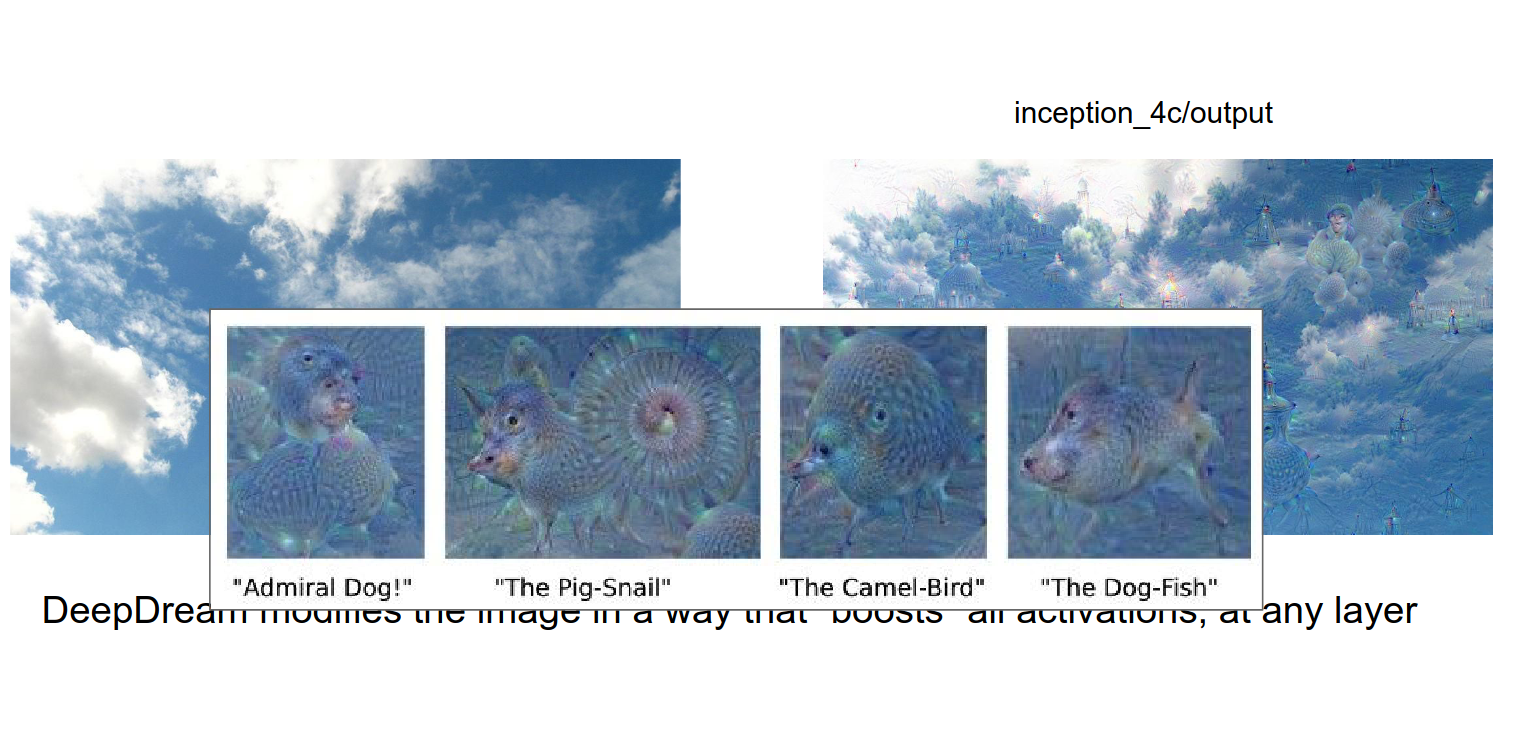 inception_4c/output
"Admiral Dog!" "The Pig-Snail" "The Camel-Bird" "The Dog-Fish"
DeepDream modifies the image in a way that "boosts" all activations, at any layer